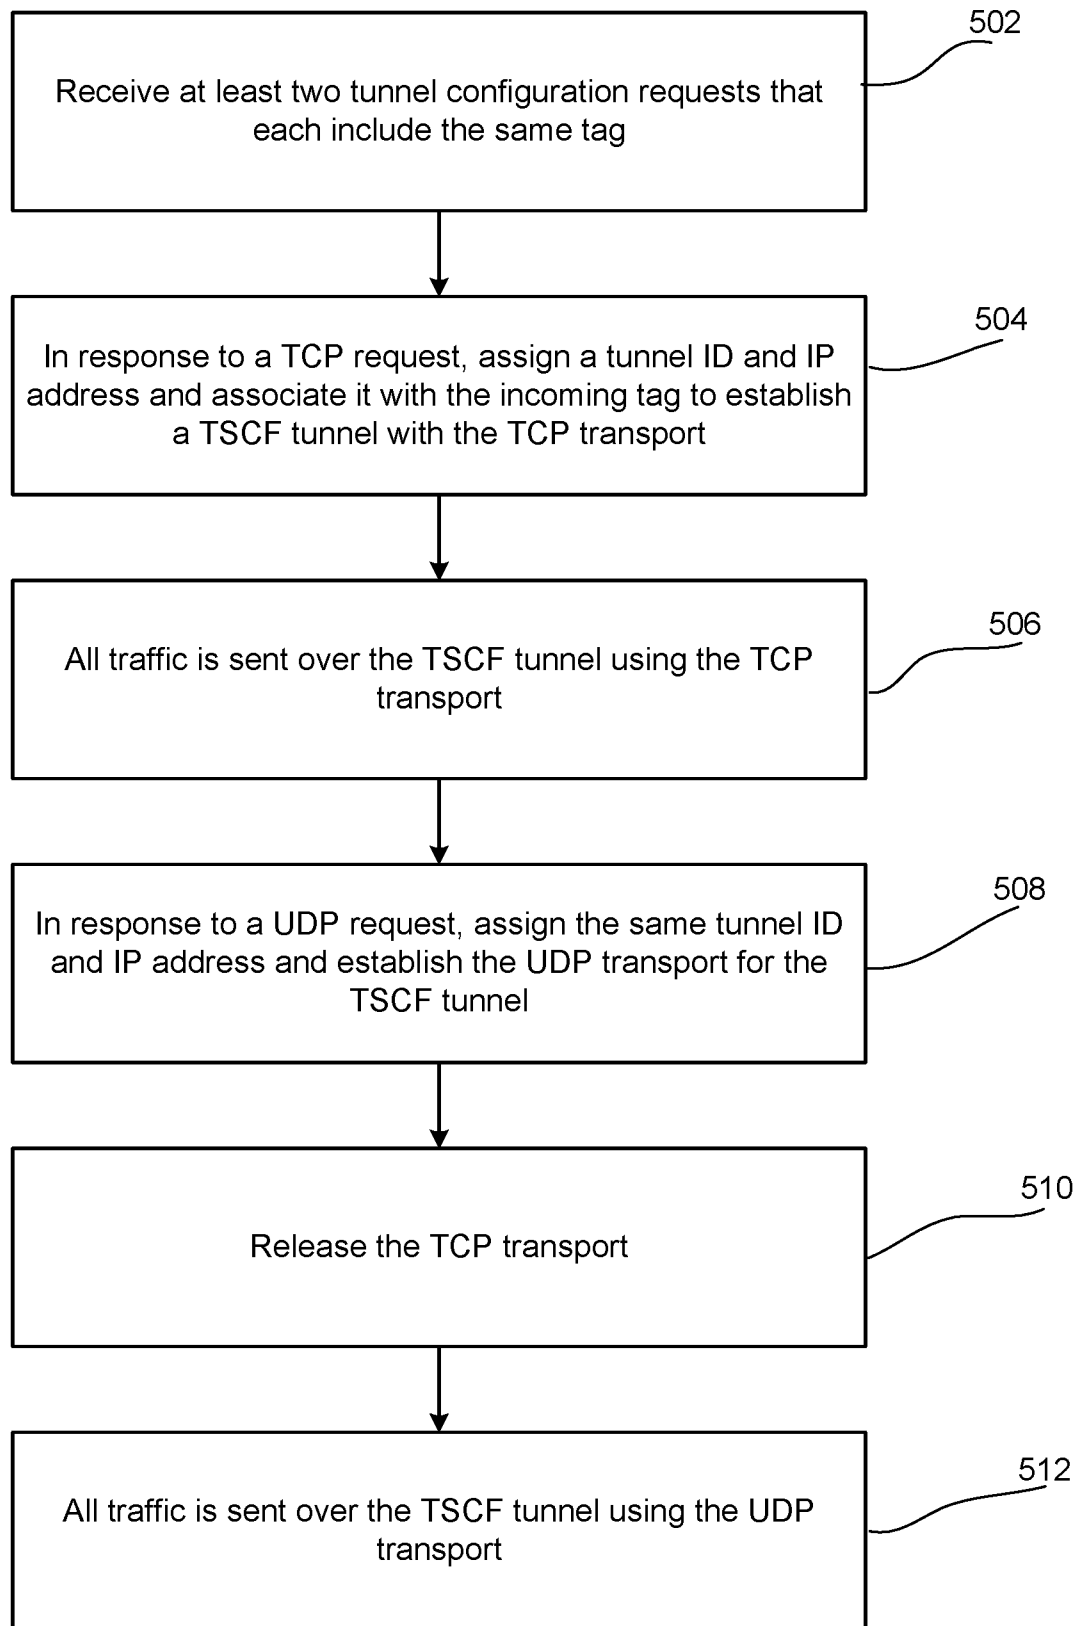 502
Receive at least two tunnel configuration requests that
each include the same tag
504
In response to a TCP request, assign a tunnel ID and IP
address and associate it with the incoming tag to establish
a TSCF tunnel with the TCP transport
506
All traffic is sent over the TSCF tunnel using the TCP
transport
508
In response to a UDP request, assign the same tunnel ID
and IP address and establish the UDP transport for the
TSCF tunnel
510
Release the TCP transport
512
All traffic is sent over the TSCF tunnel using the UDP
transport